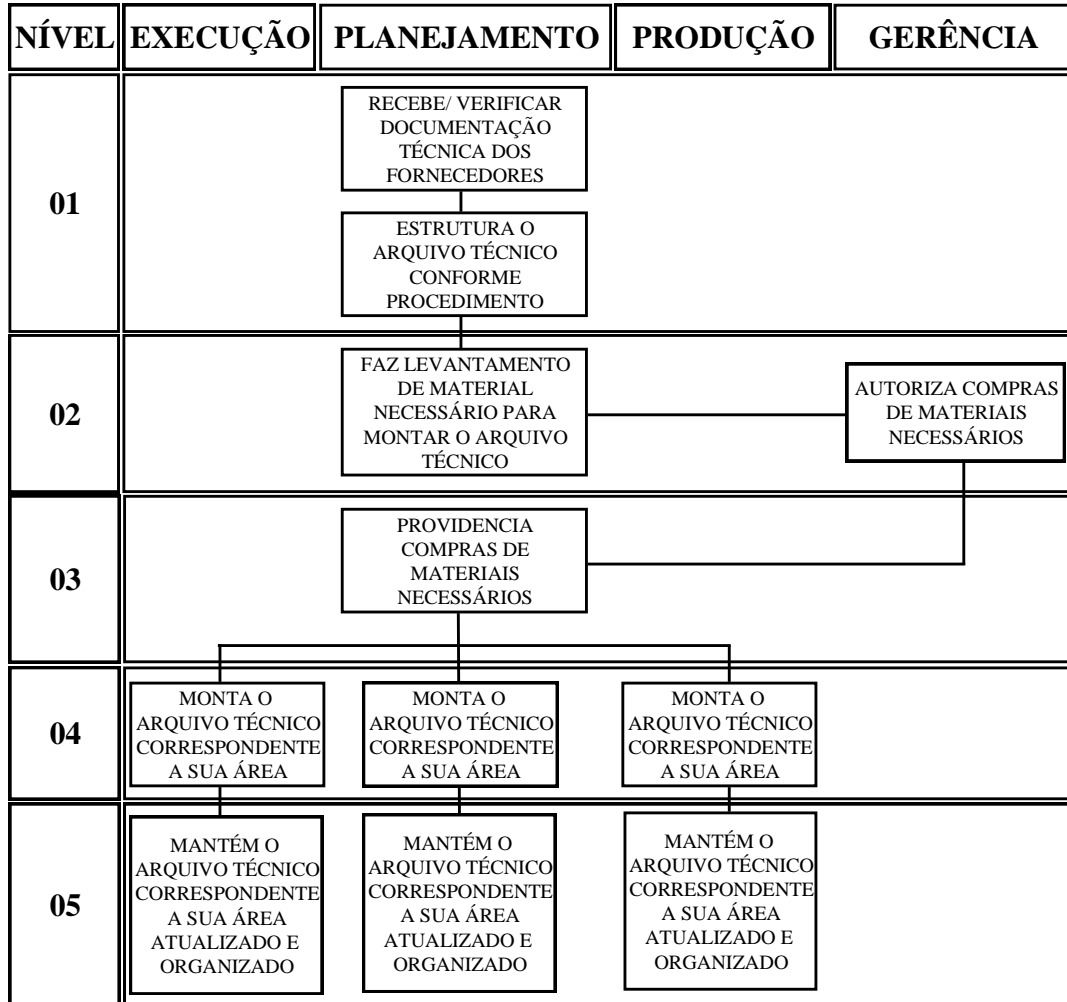 NÍVEL EXECUÇÃO PLANEJAMENTO PRODUÇÃO GERÊNCIA
01
RECEBE/ VERIFICAR
DOCUMENTAÇÃO
TÉCNICA DOS
FORNECEDORES
ESTRUTURA O
ARQUIVO TÉCNICO
CONFORME
PROCEDIMENTO
02
FAZ LEVANTAMENTO
DE MATERIAL
NECESSÁRIO PARA
MONTAR O ARQUIVO
TÉCNICO
AUTORIZA COMPRAS
DE MATERIAIS
NECESSÁRIOS
03
PROVIDENCIA
COMPRAS DE
MATERIAIS
NECESSÁRIOS
04
MONTA O
ARQUIVO TÉCNICO
CORRESPONDENTE
A SUA ÁREA
MONTA O
ARQUIVO TÉCNICO
CORRESPONDENTE
A SUA ÁREA
MONTA O
ARQUIVO TÉCNICO
CORRESPONDENTE
A SUA ÁREA
05
MANTÉM O
ARQUIVO TÉCNICO
CORRESPONDENTE
A SUA ÁREA
ATUALIZADO E
ORGANIZADO
MANTÉM O
ARQUIVO TÉCNICO
CORRESPONDENTE
A SUA ÁREA
ATUALIZADO E
ORGANIZADO
MANTÉM O
ARQUIVO TÉCNICO
CORRESPONDENTE
A SUA ÁREA
ATUALIZADO E
ORGANIZADO